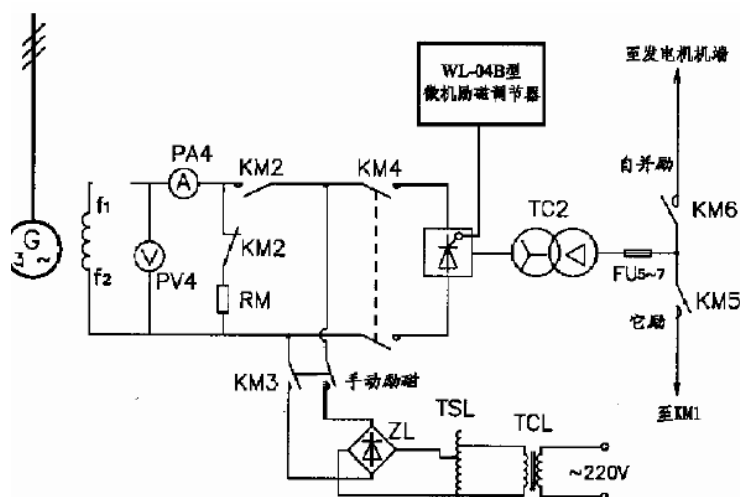 WL-04B型
微机励磁调节器
至发电机机端
PA4
A
KM2
KM4
自并励
f1
TC2
KM6
G
3~
KM2
f2
V
PV4
RM
FU5~7
KM5
它励
KM3
手动励磁
TSL
TCL
至KM1
ZL
~220V